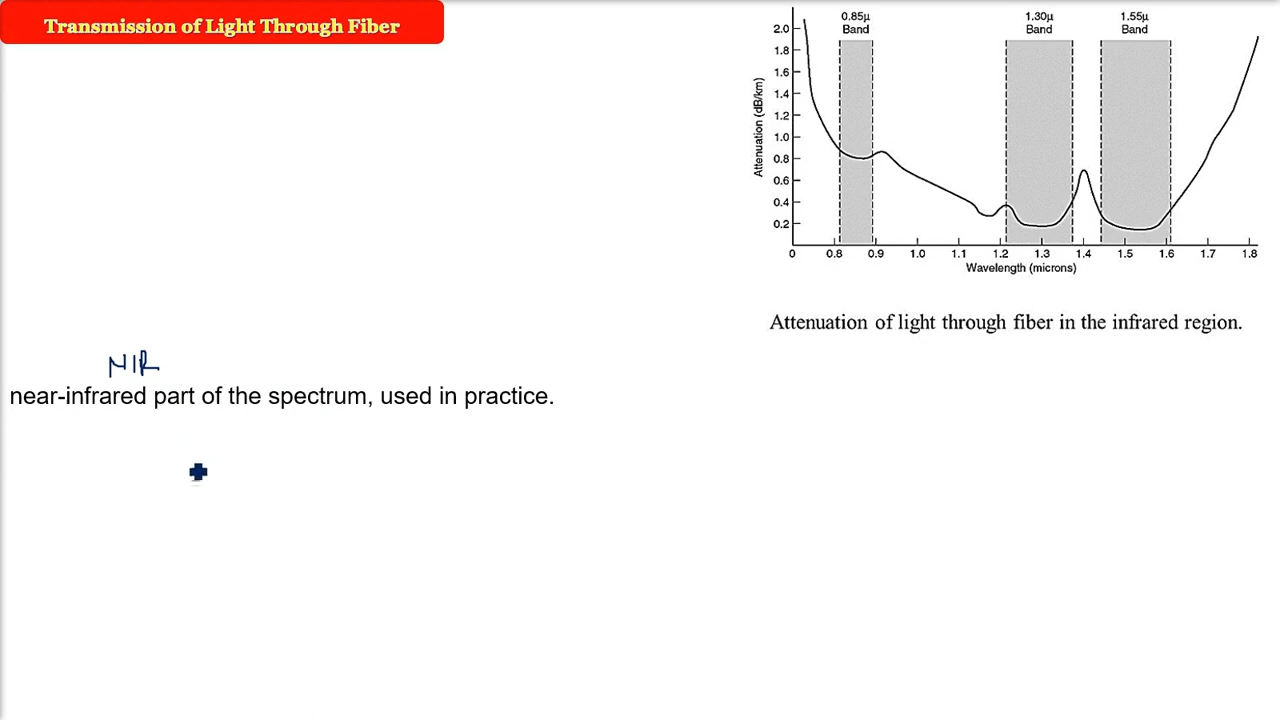 Transmission of Light Through Fiber
0.85μ
Band
1.30μ
Band
1.55μ
Band
2.0
1.8
1.6
1.4
1.2
1.0
0.8
0.6
0.4
0.2
Attenuation (dB/km)
0 0.8 0.9 1.0 1.1 1.2 1.3 1.4 1.5 1.6 1.7 1.8
Wavelength (microns)
Attenuation of light through fiber in the infrared region.
NIR
near-infrared part of the spectrum, used in practice.